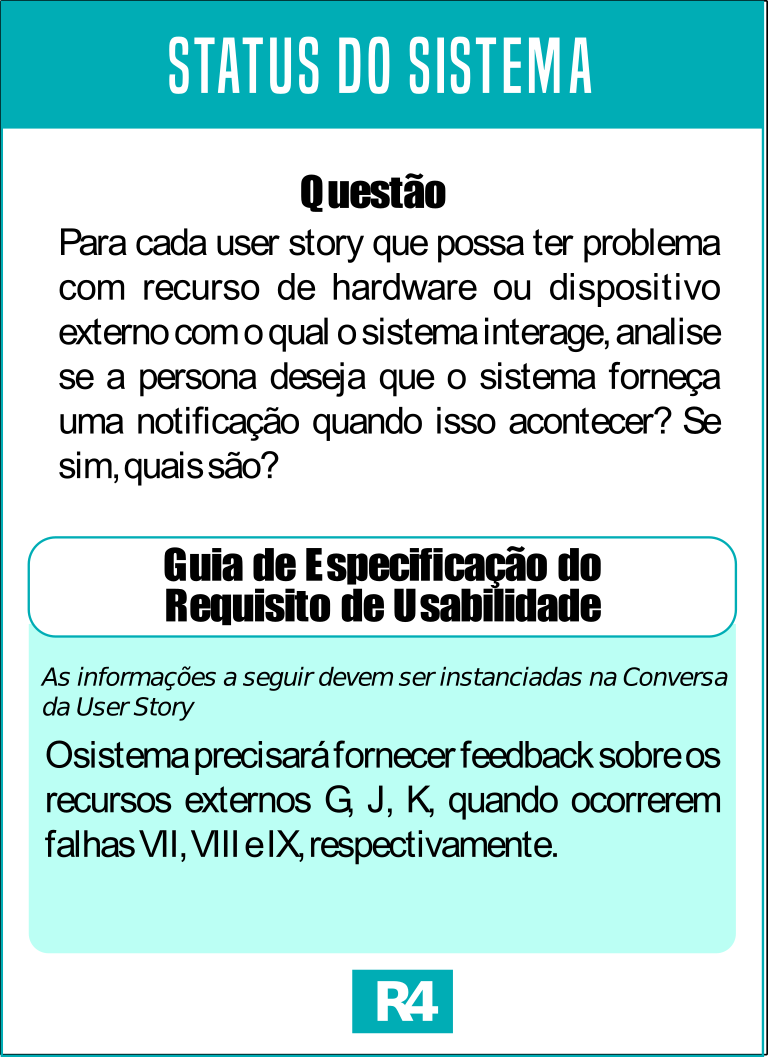 STATUS DO SISTEMA
Questão
Para cada user story que possa ter problema
com recurso de hardware ou dispositivo
externo com o qual o sistema interage, analise
se a persona deseja que o sistema forneça
uma notificação quando isso acontecer? Se
sim, quais são?
Guia de Especificação do
Requisito de Usabilidade
As informações a seguir devem ser instanciadas na Conversa
da User Story
O sistema precisará fornecer feedback sobre os
recursos externos G, J, K, quando ocorrerem
falhas VII, VIII e IX, respectivamente.
R4